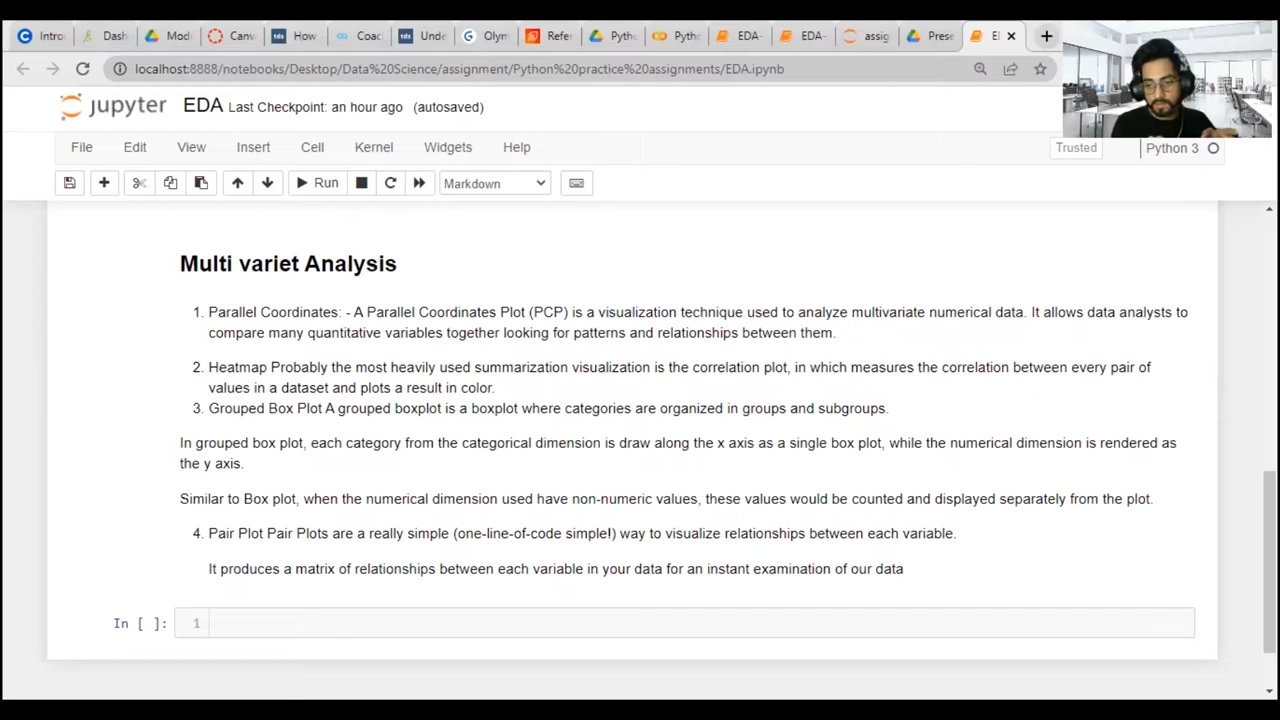 Intro
Dash
Mod
Canv
How
Coac
Unde
Olym
Refer
Pytho
Pytho
EDA-
EDA-
assig
Prese
localhost:8888/notebooks/Desktop/Data%20Science/assignment/Python%20practice%20assignments/EDA.ipynb
jupyter EDA Last Checkpoint: an hour ago (autosaved)
File Edit View Insert Cell Kernel Widgets Help Trusted Python 3
Run Markdown
Multi variet Analysis
1. Parallel Coordinates: - A Parallel Coordinates Plot (PCP) is a visualization technique used to analyze multivariate numerical data. It allows data analysts to
compare many quantitative variables together looking for patterns and relationships between them.
2. Heatmap Probably the most heavily used summarization visualization is the correlation plot, in which measures the correlation between every pair of
values in a dataset and plots a result in color.
3. Grouped Box Plot A grouped boxplot is a boxplot where categories are organized in groups and subgroups.
In grouped box plot, each category from the categorical dimension is draw along the x axis as a single box plot, while the numerical dimension is rendered as
the y axis.
Similar to Box plot, when the numerical dimension used have non-numeric values, these values would be counted and displayed separately from the plot.
4. Pair Plot Pair Plots are a really simple (one-line-of-code simple!) way to visualize relationships between each variable.
It produces a matrix of relationships between each variable in your data for an instant examination of our data
In [ ]: 1